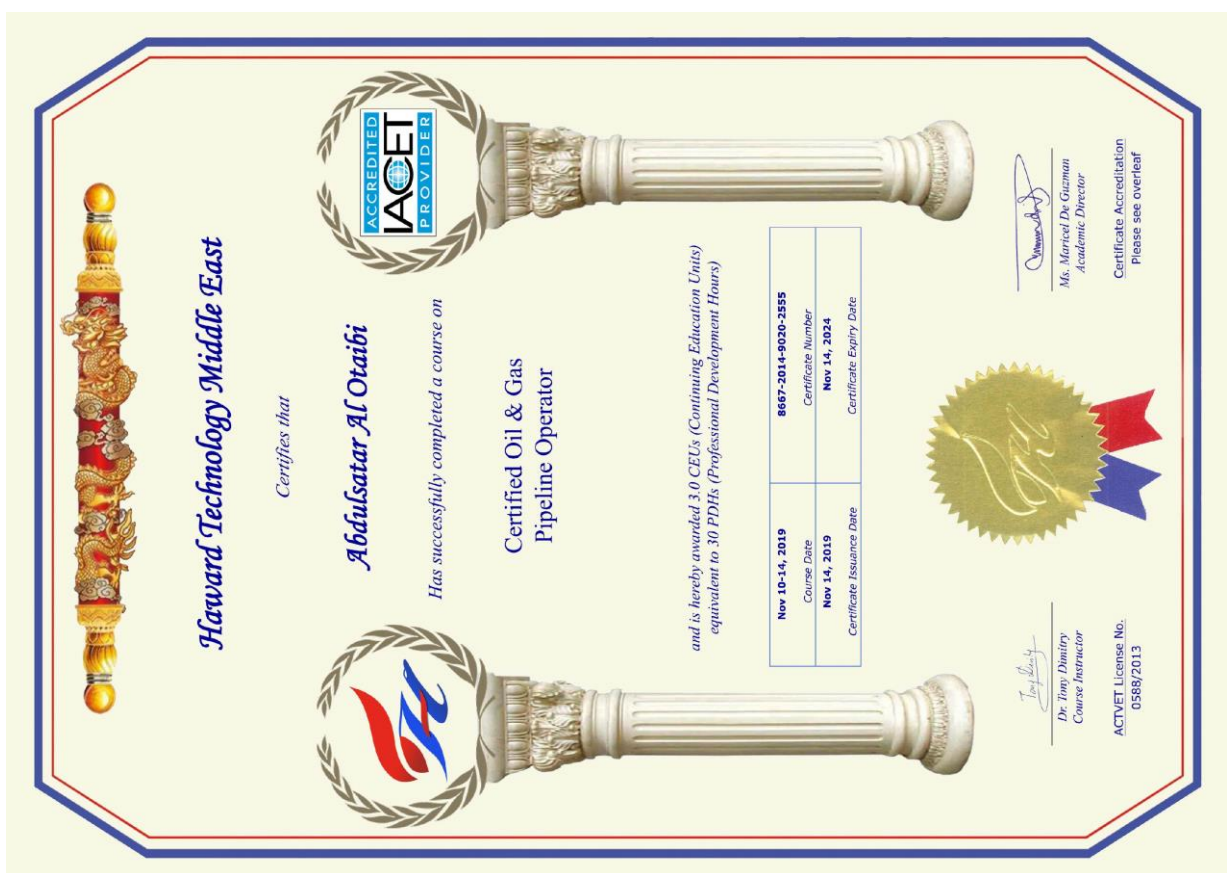 Haward Technology Middle East
Certifies that
ACCREDITED
IACET
PROVIDER
Abdulsatar Al Otaibi
Has successfully completed a course on
Certified Oil & Gas
Pipeline Operator
and is hereby awarded 3.0 CEUs (Continuing Education Units)
equivalent to 30 PDHs (Professional Development Hours)
Nov 10-14, 2019
Course Date
8667-2014-9020-2555
Certificate Number
Nov 14, 2019
Certificate Issuance Date
Nov 14, 2024
Certificate Expiry Date
Dr. Tony Dimitry
Course Instructor
ACTVET License No.
0588/2013
Ms. Maricel De Guzman
Academic Director
Certificate Accreditation
Please see overleaf